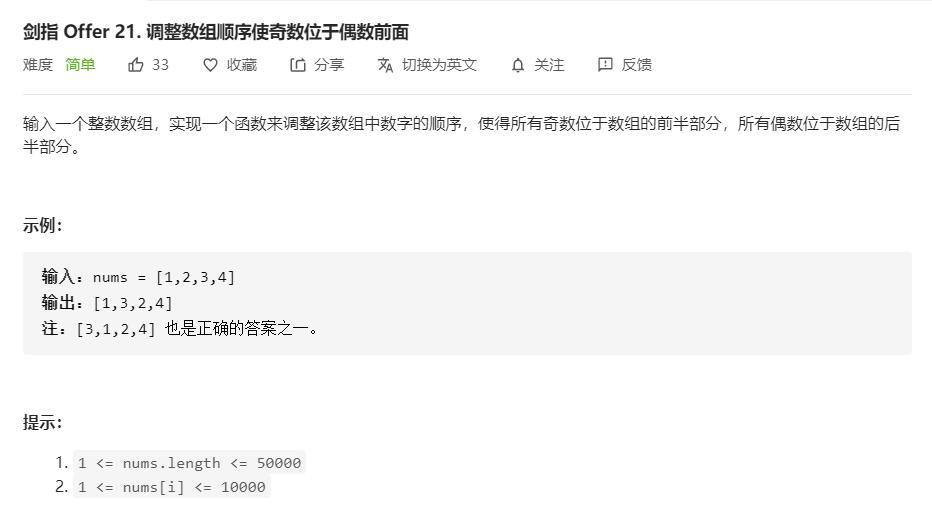 剑指 Offer 21. 调整数组顺序使奇数位于偶数前面
难度 简单 33 收藏 分享 切换为英文 关注 反馈
输入一个整数数组，实现一个函数来调整该数组中数字的顺序，使得所有奇数位于数组的前半部分，所有偶数位于数组的后
半部分。
示例：
输入：nums = [1,2,3,4]
输出：[1,3,2,4]
注：[3,1,2,4] 也是正确的答案之一。
提示：
1. 1 <= nums.length <= 50000
2. 1 <= nums[i] <= 10000